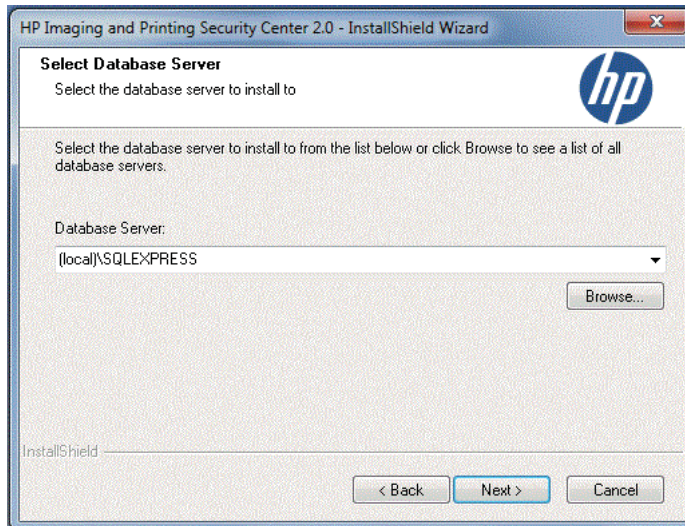 HP Imaging and Printing Security Center 2.0 - InstallShield Wizard
Select Database Server
Select the database server to install to
hp
Select the database server to install to from the list below or click Browse to see a list of all
database servers.
Database Server:
(local)\SQLEXPRESS
Browse...
InstallShield
< Back
Next >
Cancel